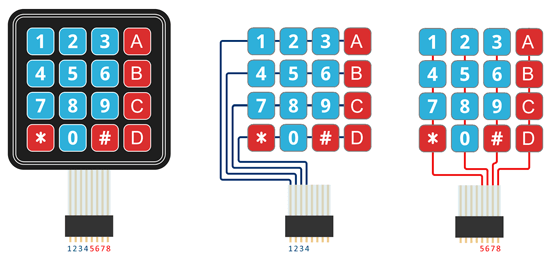 1 2 3 A
4 5 6 B
7 8 9 C
* 0 # D
12345678
1 2 3 A
4 5 6 B
7 8 9 C
* 0 # D
1234
1 2 3 A
4 5 6 B
7 8 9 C
* 0 # D
5678